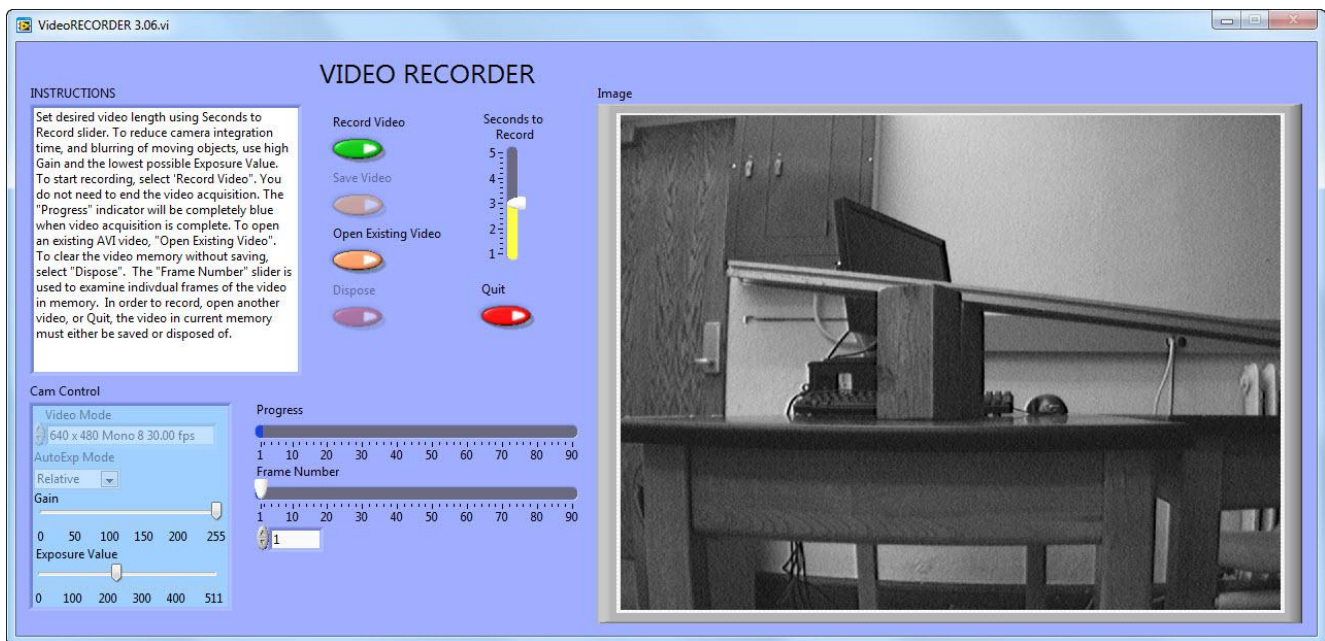 VideoRECORDER 3.06.vi
VIDEO RECORDER
INSTRUCTIONS
Set desired video length using Seconds to
Record slider. To reduce camera integration
time, and blurring of moving objects, use high
Gain and the lowest possible Exposure Value.
To start recording, select 'Record Video". You
do not need to end the video acquisition. The
"Progress" indicator will be completely blue
when video acquisition is complete. To open
an existing AVI video, "Open Existing Video".
To clear the video memory without saving,
select "Dispose".  The "Frame Number" slider is
used to examine indivdual frames of the video
in memory.  In order to record, open another
video, or Quit, the video in current memory
must either be saved or disposed of.
Record Video
Save Video
Open Existing Video
Dispose
Seconds to
Record
5
4
3
2
1
Quit
Image
Cam Control
Video Mode
640 x 480 Mono 8 30.00 fps
AutoExp Mode
Relative
Gain
0 50 100 150 200 255
Exposure Value
0 100 200 300 400 511
Progress
1 10 20 30 40 50 60 70 80 90
Frame Number
1 10 20 30 40 50 60 70 80 90
1